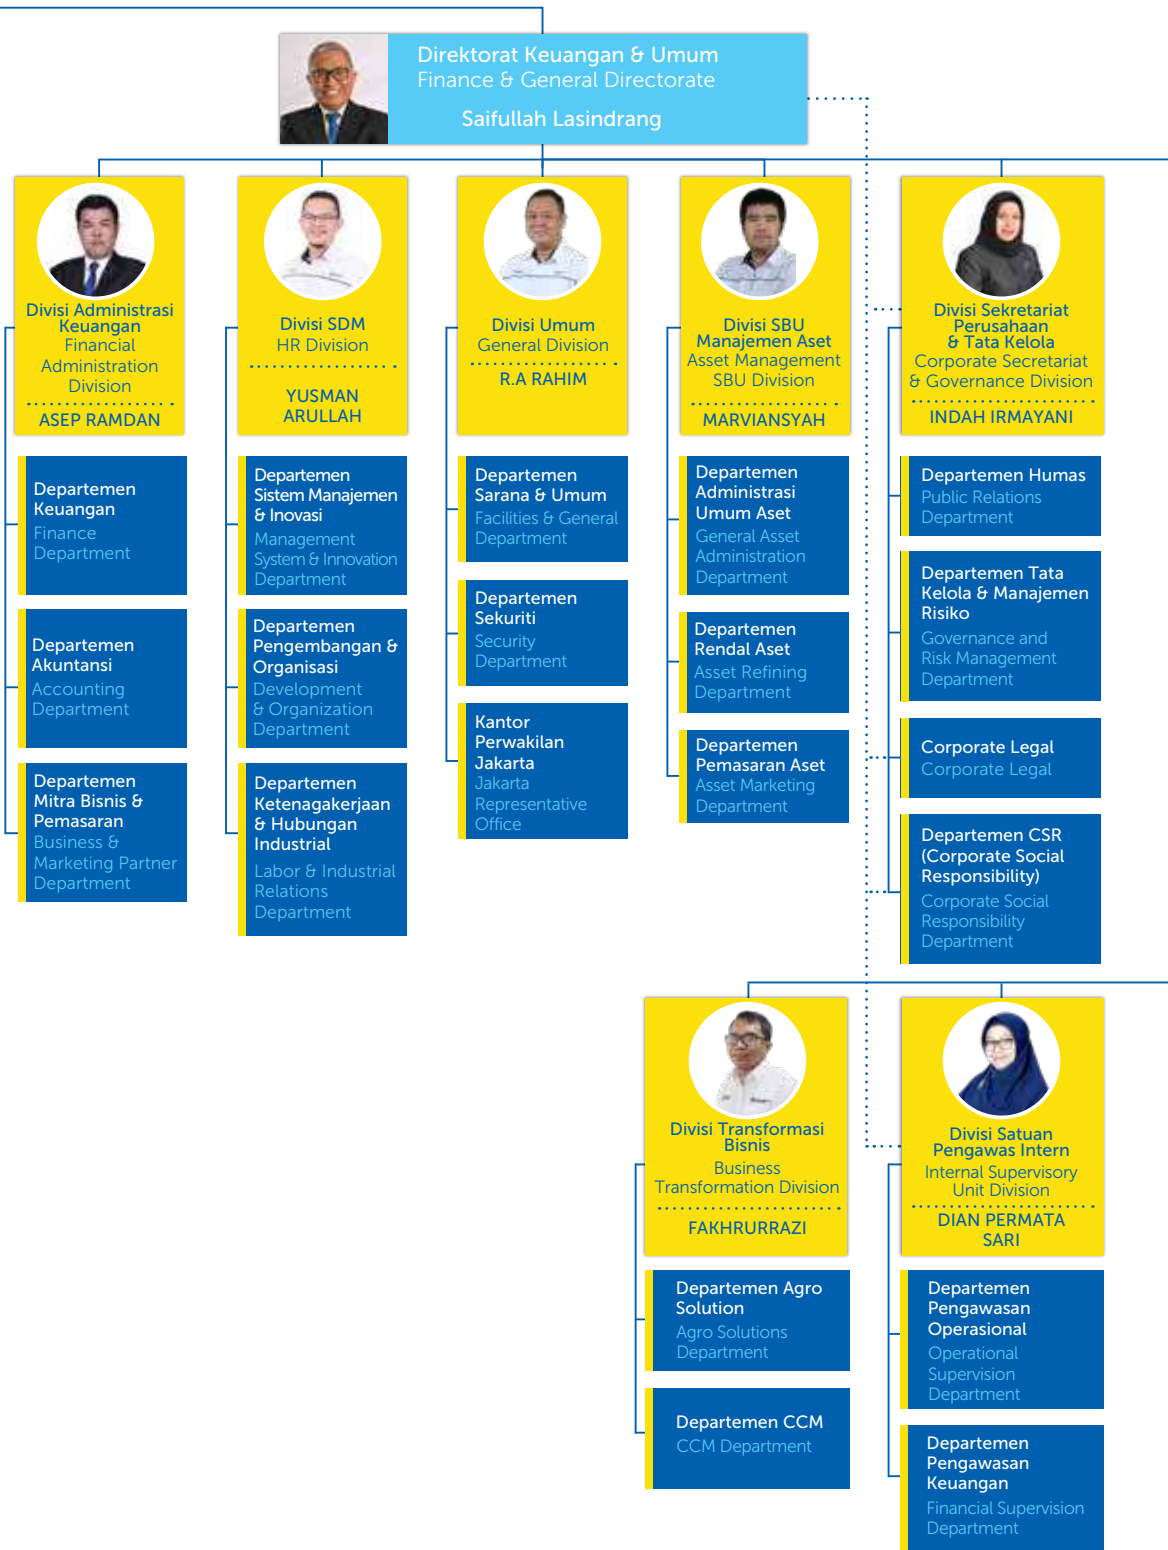 Direktorat Keuangan & Umum
Finance & General Directorate
Saifullah Lasindrang
Divisi Administrasi
Keuangan
Financial
Administration
Division
ASEP RAMDAN
Departemen
Keuangan
Finance
Department
Departemen
Akuntansi
Accounting
Department
Departemen
Mitra Bisnis &
Pemasaran
Business &
Marketing Partner
Department
Divisi SDM
HR Division
YUSMAN
ARULLAH
Departemen
Sistem Manajemen
& Inovasi
Management
System & Innovation
Department
Departemen
Pengembangan &
Organisasi
Development
& Organization
Department
Departemen
Ketenagakerjaan
& Hubungan
Industrial
Labor & Industrial
Relations
Department
Divisi Umum
General Division
R.A RAHIM
Departemen
Sarana & Umum
Facilities & General
Department
Departemen
Sekuriti
Security
Department
Kantor
Perwakilan
Jakarta
Jakarta
Representative
Office
Divisi SBU
Manajemen Aset
Asset Management
SBU Division
MARVIANSYAH
Departemen
Administrasi
Umum Aset
General Asset
Administration
Department
Departemen
Rendal Aset
Asset Refining
Department
Departemen
Pemasaran Aset
Asset Marketing
Department
Divisi Sekretariat
Perusahaan
& Tata Kelola
Corporate Secretariat
& Governance Division
INDAH IRMAYANI
Departemen Humas
Public Relations
Department
Departemen Tata
Kelola & Manajemen
Risiko
Governance and
Risk Management
Department
Corporate Legal
Corporate Legal
Departemen CSR
(Corporate Social
Responsibility)
Corporate Social
Responsibility
Department
Divisi Transformasi
Bisnis
Business
Transformation Division
FAKHRURRAZI
Departemen Agro
Solution
Agro Solutions
Department
Departemen CCM
CCM Department
Divisi Satuan
Pengawas Intern
Internal Supervisory
Unit Division
DIAN PERMATA
SARI
Departemen
Pengawasan
Operasional
Operational
Supervision
Department
Departemen
Pengawasan
Keuangan
Financial Supervision
Department